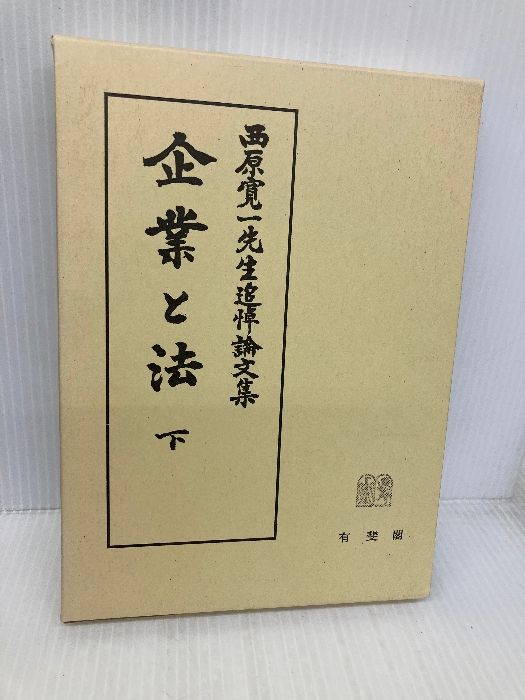 西原寛一先生追悼論文集
企業と法 下
有斐閣